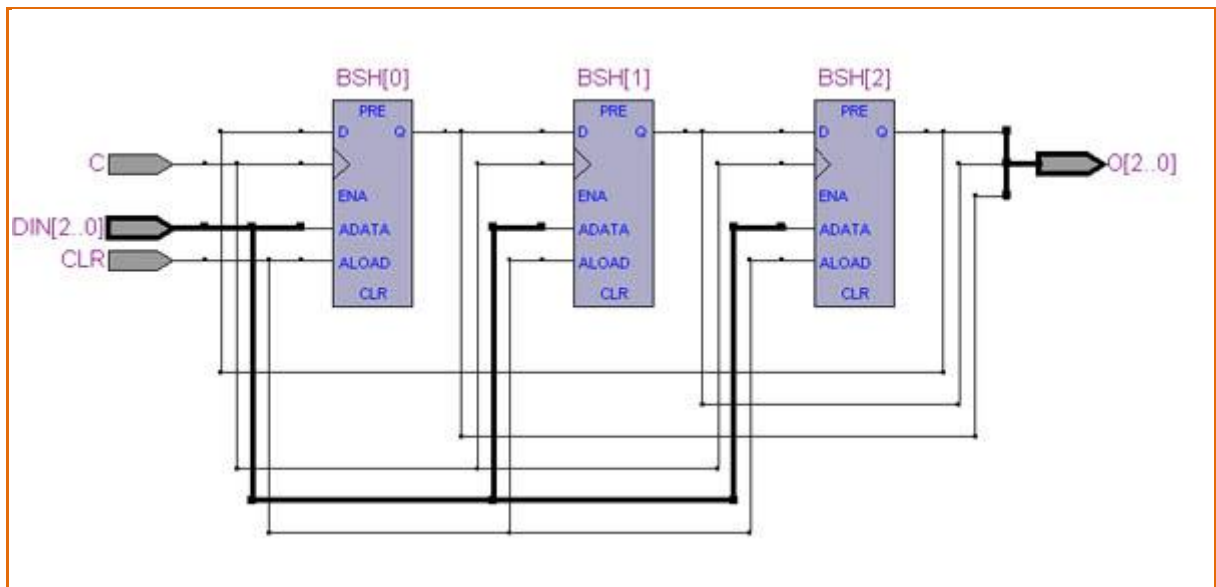 BSH[0] BSH[1] BSH[2]
PRE PRE PRE
D Q D Q D Q
C O[2..0]
ENA ENA ENA
DIN[2..0] ADATA ADATA ADATA
CLR ALOAD ALOAD ALOAD
CLR CLR CLR